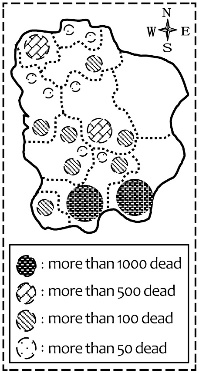 N
W E
S
: more than 1000 dead
: more than 500 dead
: more than 100 dead
: more than 50 dead